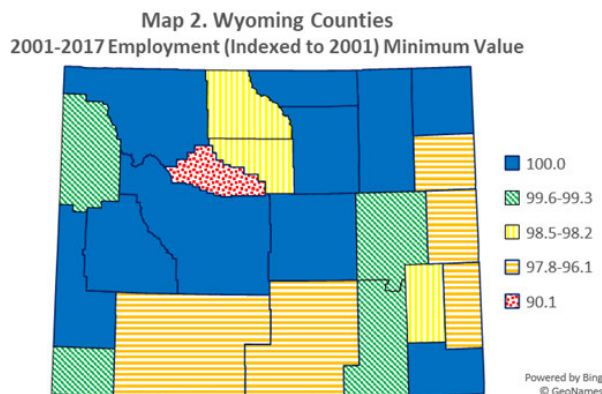 Map 2. Wyoming Counties
2001-2017 Employment (Indexed to 2001) Minimum Value
100.0
99.6-99.3
98.5-98.2
97.8-96.1
90.1
Powered by Bing
© GeoNames